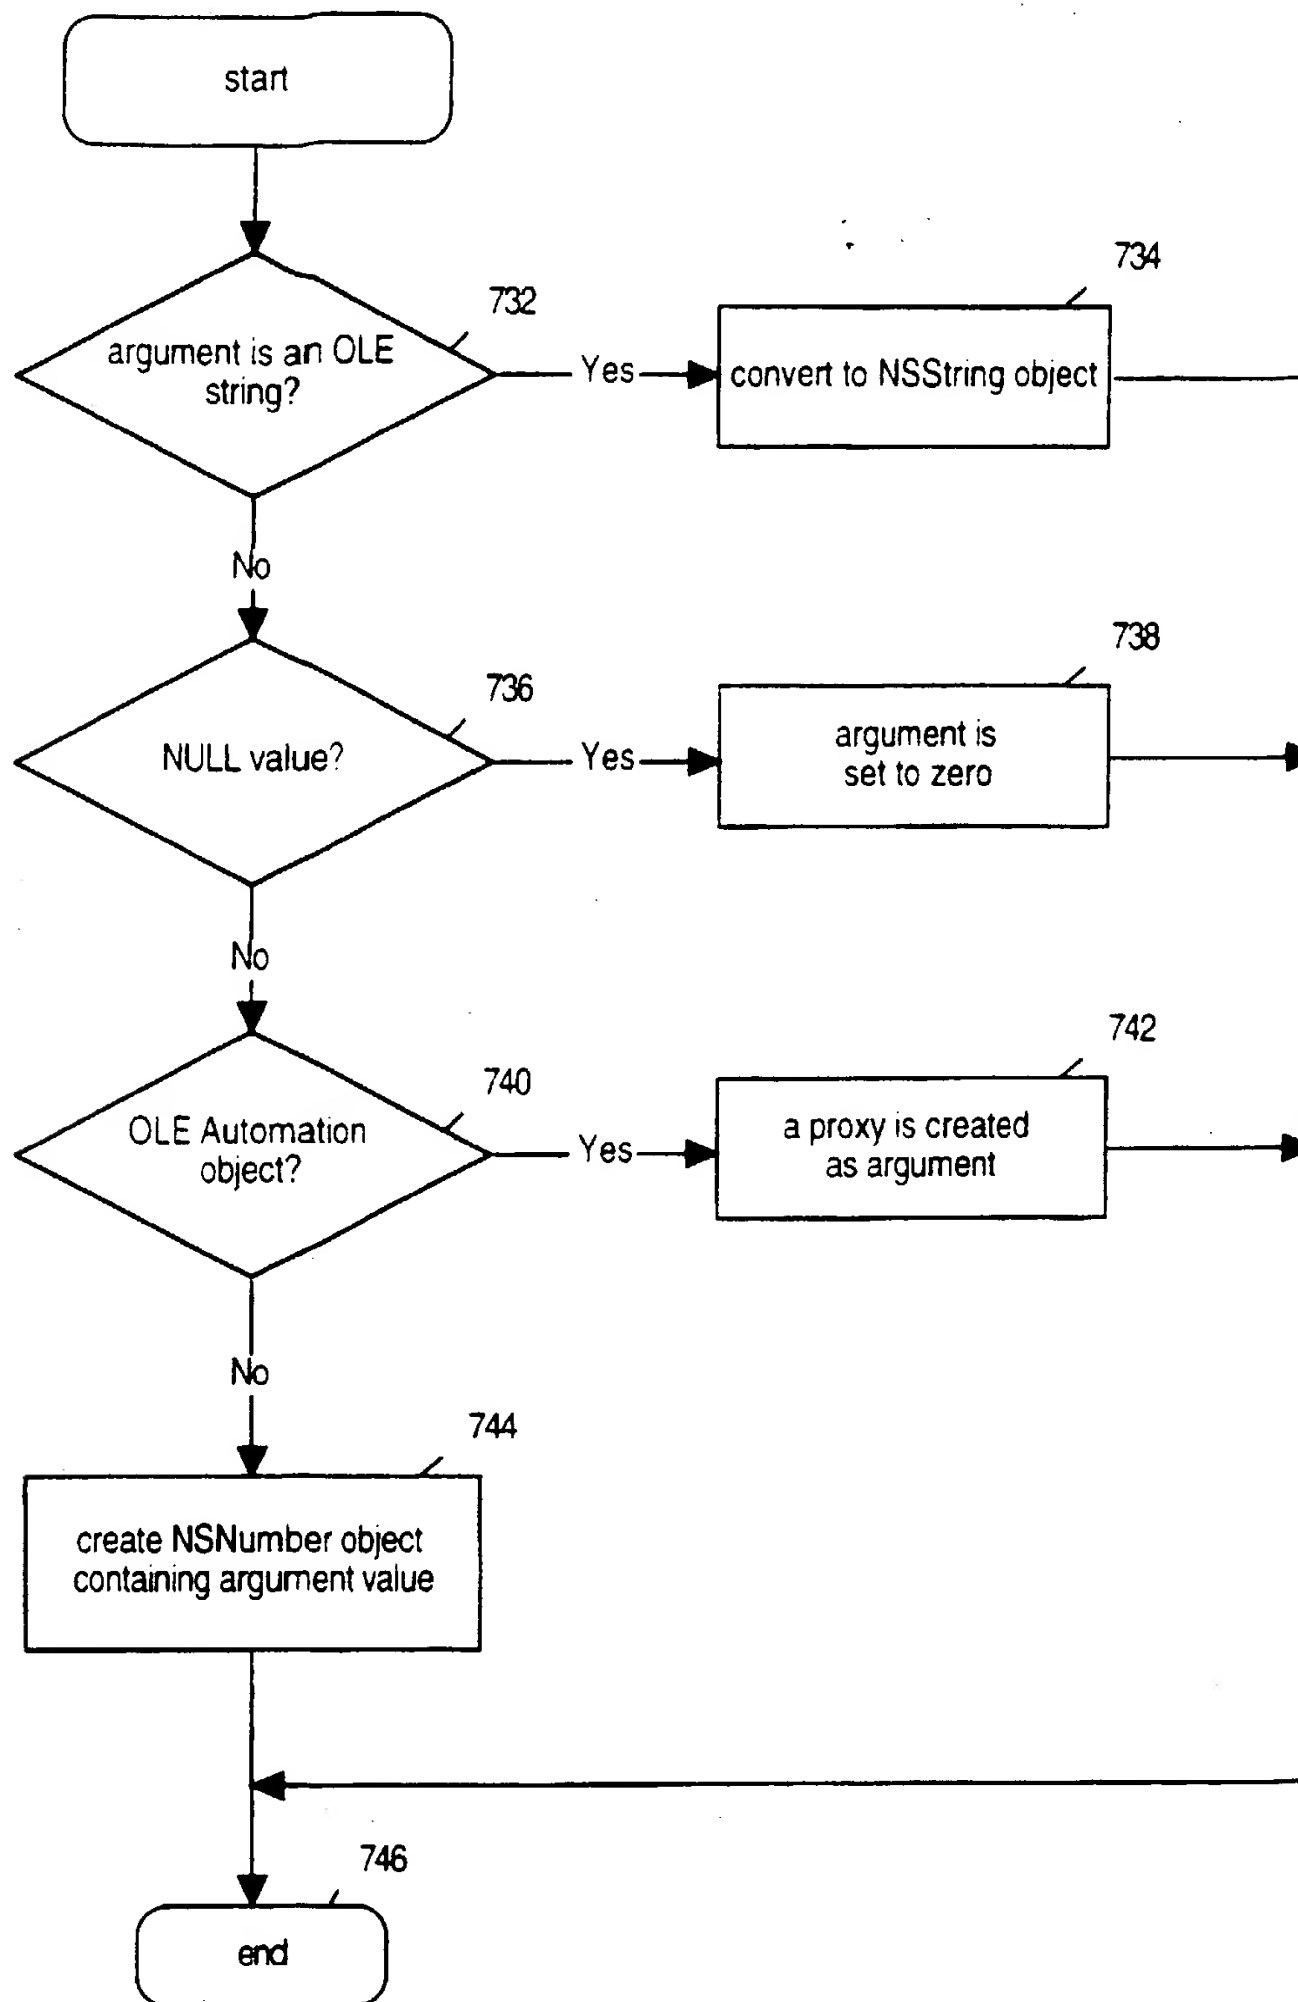 start
732
argument is an OLE
string?
Yes
734
convert to NSString object
No
736
NULL value?
Yes
738
argument is
set to zero
No
740
OLE Automation
object?
Yes
742
a proxy is created
as argument
No
744
create NSNumber object
containing argument value
746
end